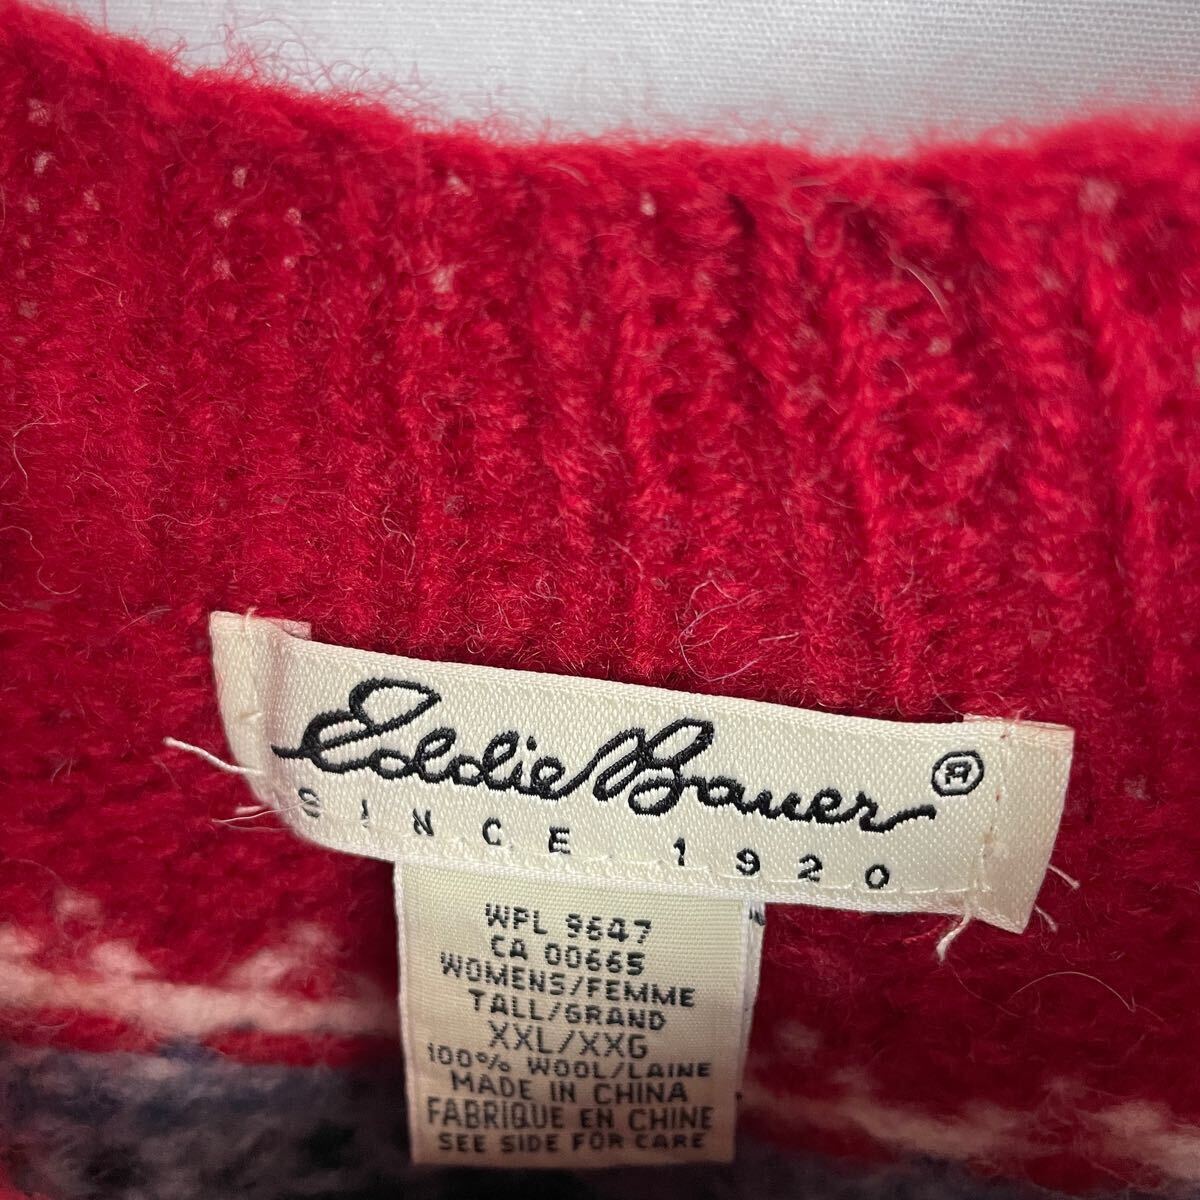 Eddie Bauer ®
SINCE 1920
WPL 9647
CA 00665
WOMENS/FEMME
TALL/GRAND
XXL/XXG
100% WOOL/LAINE
MADE IN CHINA
FABRIQUE EN CHINE
SEE SIDE FOR CARE